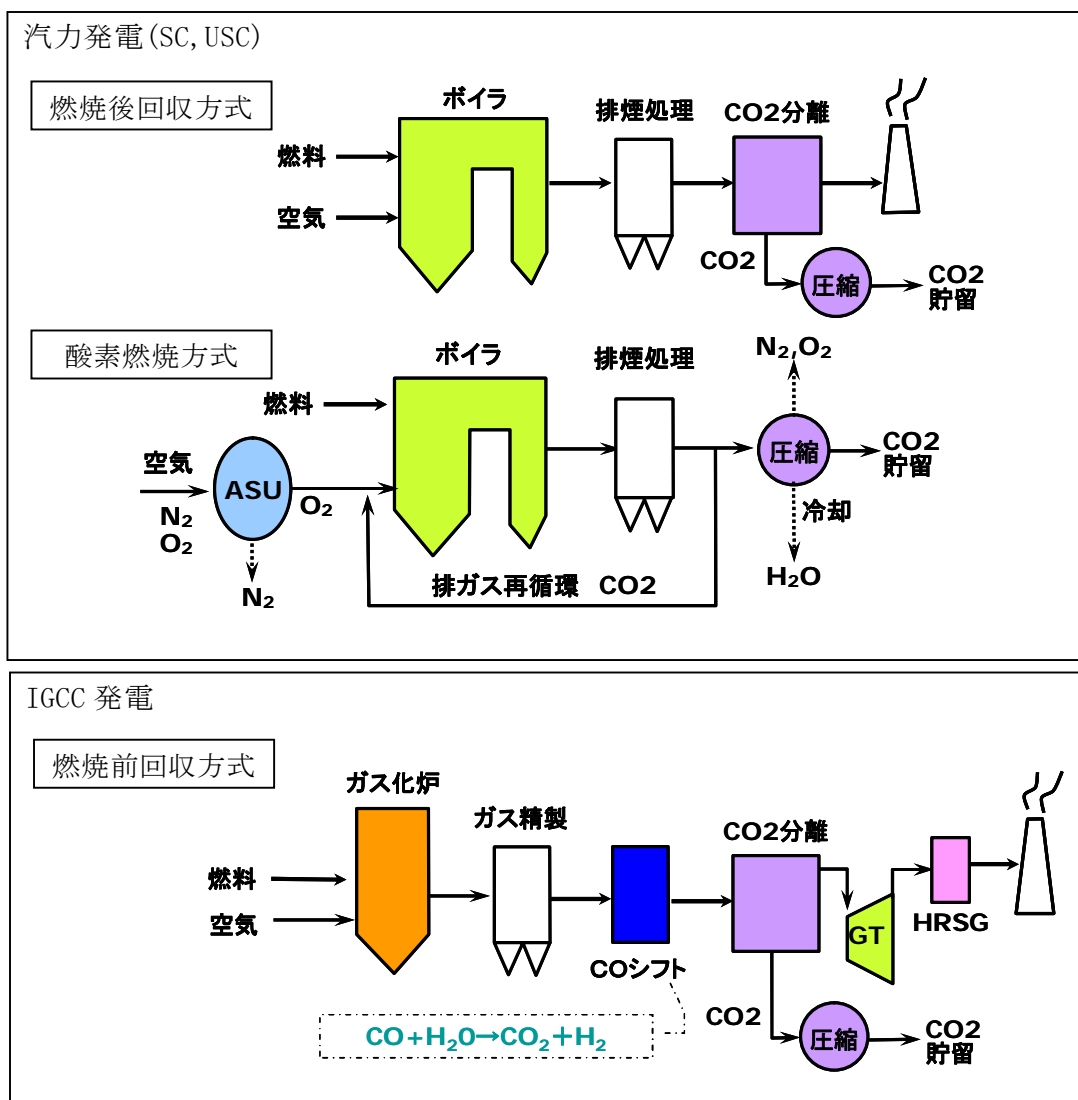 汽力発電(SC,USC)
燃焼後回収方式
ボイラ
排煙処理
CO2分離
燃料
空気
CO2
圧縮
CO2
貯留
酸素燃焼方式
ボイラ
排煙処理
N₂,O₂
燃料
空気
N₂
O₂
ASU
O₂
圧縮
CO2
貯留
冷却
N₂
排ガス再循環 CO2
H₂O
IGCC 発電
燃焼前回収方式
ガス化炉
ガス精製
CO2分離
燃料
空気
GT
HRSG
COシフト
CO+H₂O→CO₂+H₂
CO2
圧縮
CO2
貯留